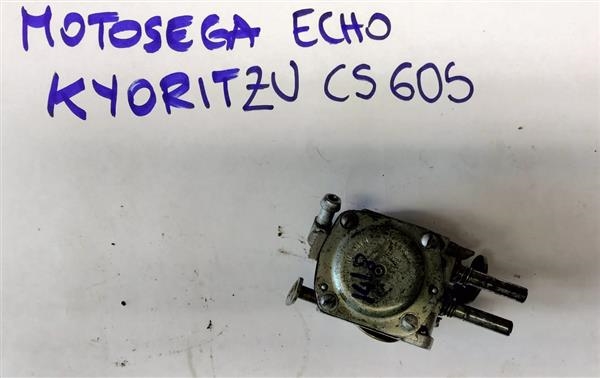 MOTOSEGA ECHO
KYORITZU CS 605